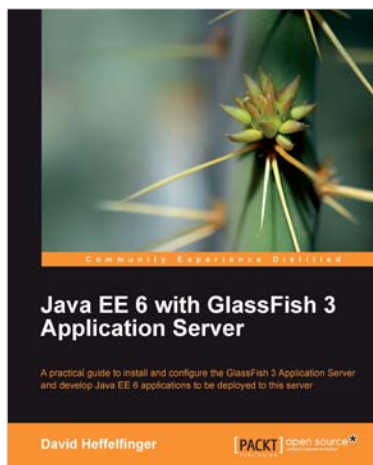 Community Experience Distilled
Java EE 6 with GlassFish 3
Application Server
A practical guide to install and configure the GlassFish 3 Application Server
and develop Java EE 6 applications to be deployed to this server
David Heffelfinger
[PACKT] open source*
PUBLISHING